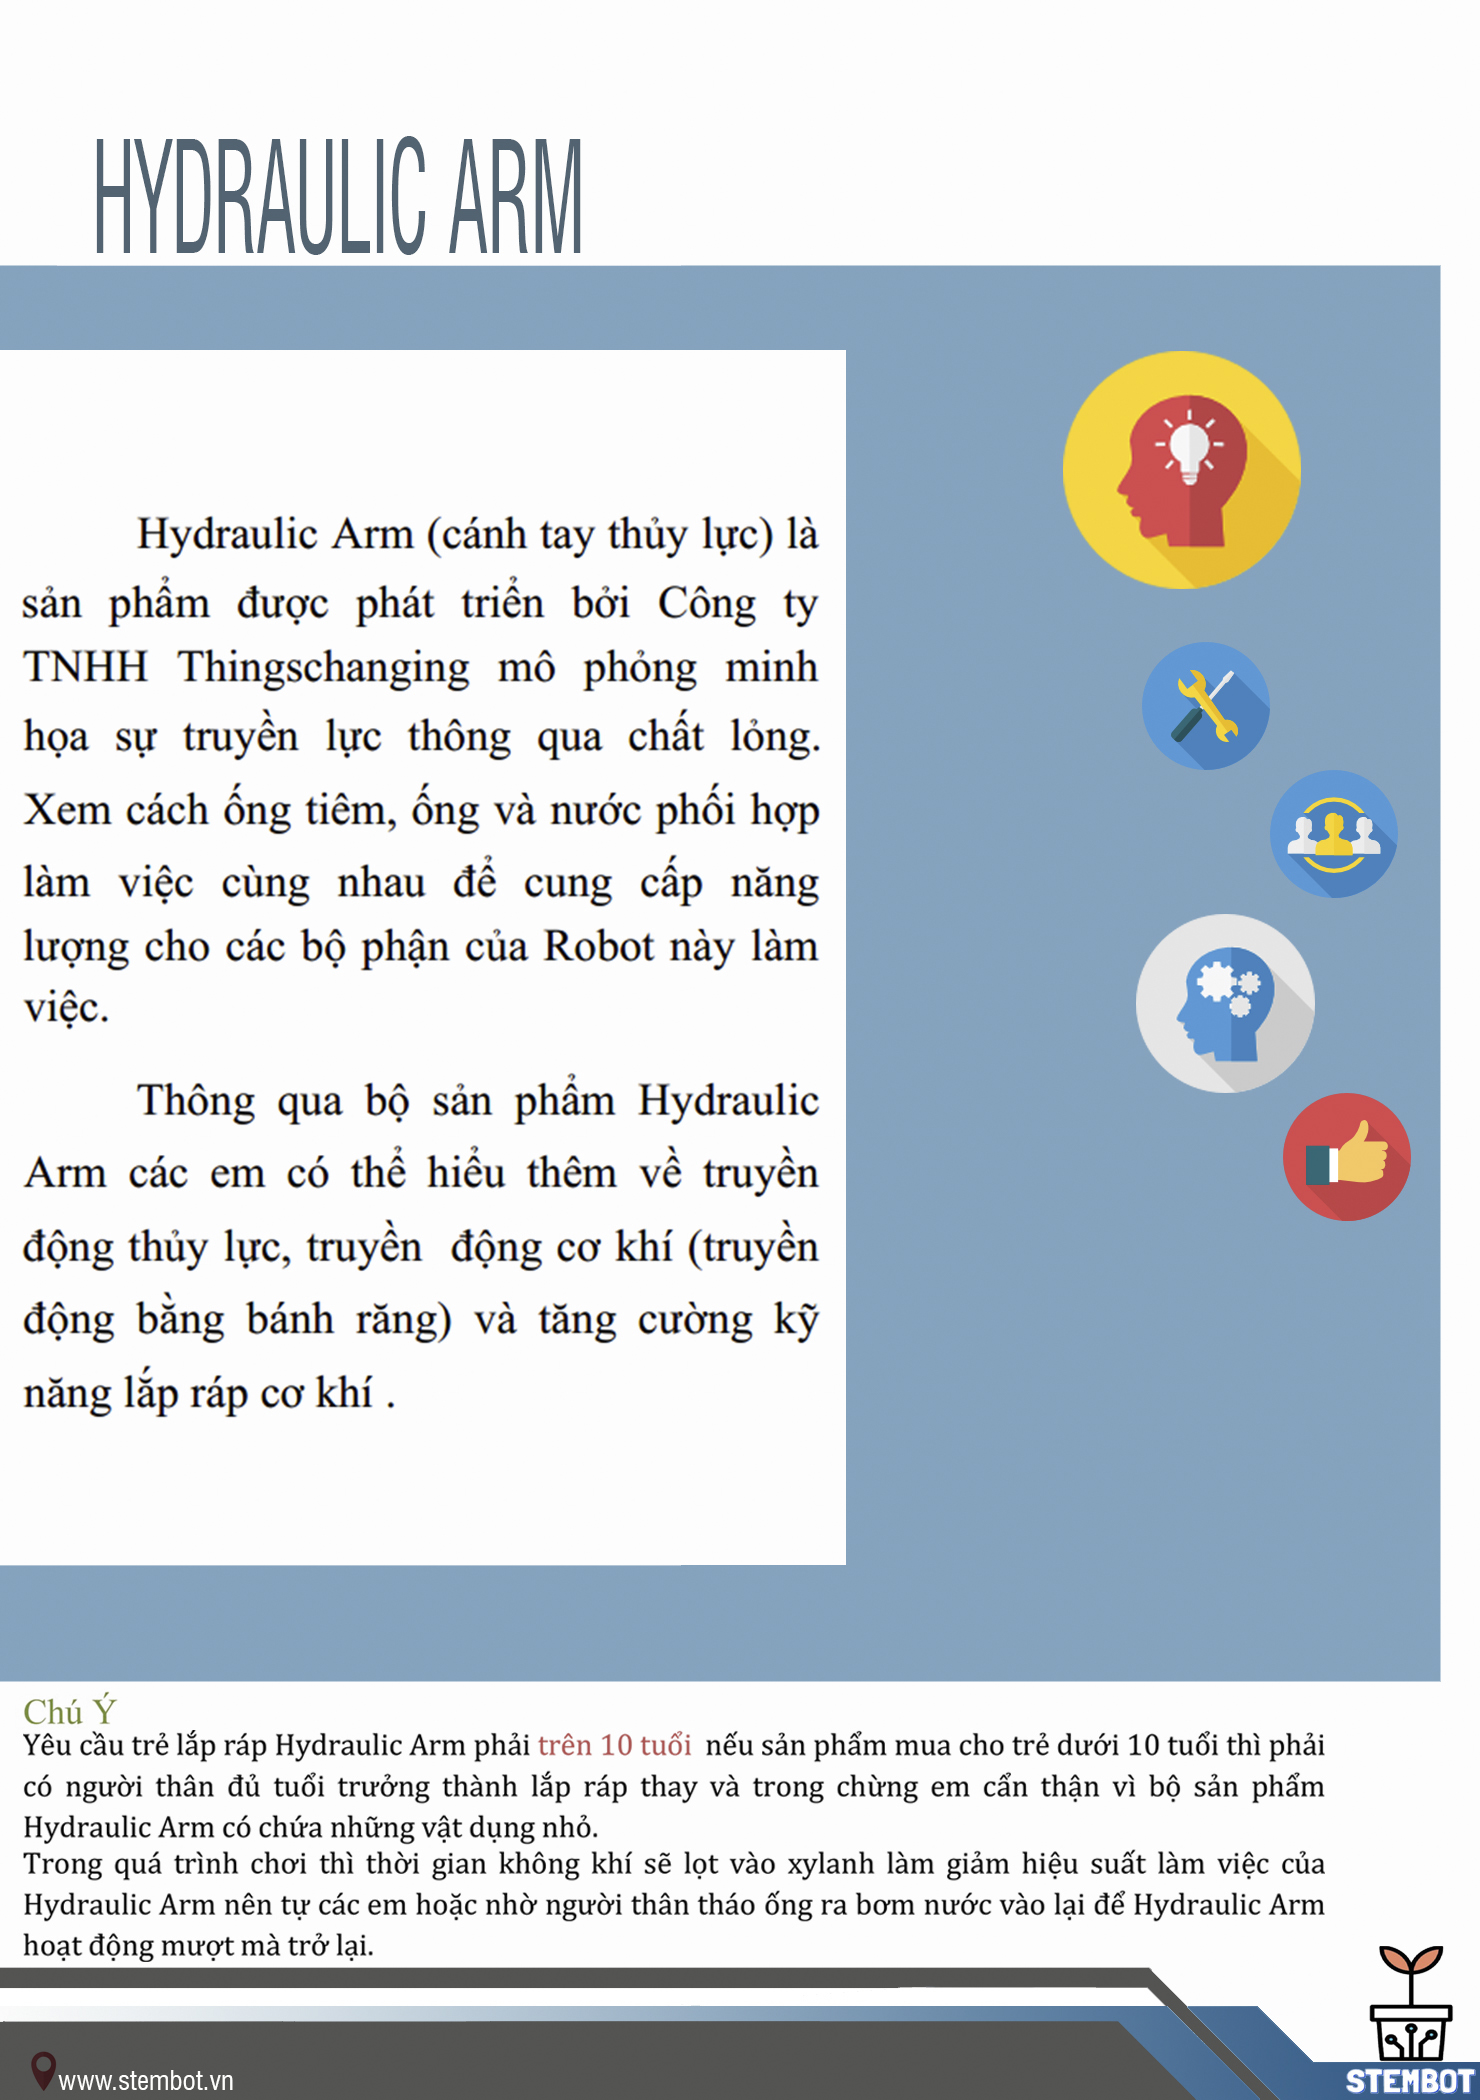 HYDRAULIC ARM
Hydraulic Arm (cánh tay thủy lực) là
sản phẩm được phát triển bởi Công ty
TNHH Thingschanging mô phỏng minh
họa sự truyền lực thông qua chất lỏng.
Xem cách ống tiêm, ống và nước phối hợp
làm việc cùng nhau để cung cấp năng
lượng cho các bộ phận của Robot này làm
việc.
Thông qua bộ sản phẩm Hydraulic
Arm các em có thể hiểu thêm về truyền
động thủy lực, truyền động cơ khí (truyền
động bằng bánh răng) và tăng cường kỹ
năng lắp ráp cơ khí .
Chú Ý
Yêu cầu trẻ lắp ráp Hydraulic Arm phải trên 10 tuổi nếu sản phẩm mua cho trẻ dưới 10 tuổi thì phải
có người thân đủ tuổi trưởng thành lắp ráp thay và trong chừng em cẩn thận vì bộ sản phẩm
Hydraulic Arm có chứa những vật dụng nhỏ.
Trong quá trình chơi thì thời gian không khí sẽ lọt vào xylanh làm giảm hiệu suất làm việc của
Hydraulic Arm nên tự các em hoặc nhờ người thân tháo ống ra bơm nước vào lại để Hydraulic Arm
hoạt động mượt mà trở lại.
www.stembot.vn
STEMBOT